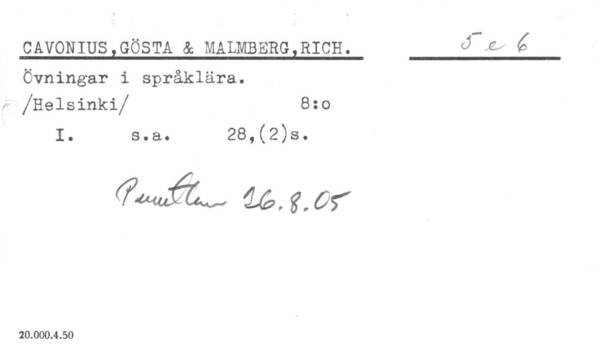 CAVONIUS,GÖSTA & MALMBERG,RICH. 5 e 6
Övningar i språklära.
/Helsinki/ 8:o
I. s.a. 28,(2)s.
26.8.05
20.000.4.50